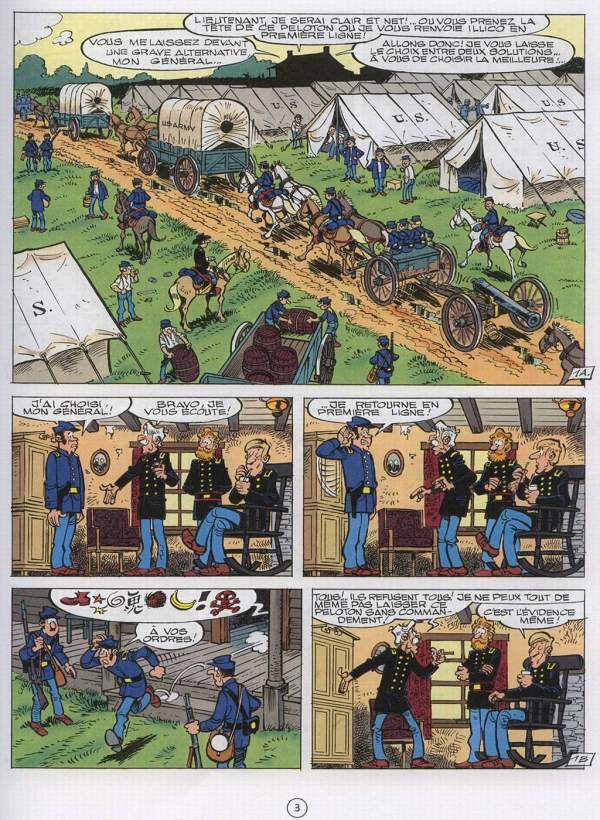 LIEUTENANT, JE SERAI CLAIR ET NET!... OU VOUS PRENEZ LA
TÊTE DE CE PELOTON OU JE VOUS RENVOIE ILLICO EN
PREMIÈRE LIGNE!
VOUS ME LAISSEZ DEVANT
UNE GRAVE ALTERNATIVE,
MON GÉNÉRAL...
ALLONS DONC! JE VOUS LAISSE
LE CHOIX ENTRE DEUX SOLUTIONS...
À VOUS DE CHOISIR LA MEILLEURE!...
U S
U.S.
U.S
U.S
US ARMY
U.S.
S.
1A.
J'AI CHOISI,
MON GÉNÉRAL!
BRAVO, JE
VOUS ÉCOUTE!
...JE RETOURNE EN
PREMIÈRE LIGNE!
À VOS
ORDRES!
TOUS!.. ILS REFUSENT TOUS! JE NE PEUX TOUT DE
MÊME PAS LAISSER CE
PELOTON SANS COMMAN-
DEMENT!
C'EST L'ÉVIDENCE
MÊME!
1B.
3